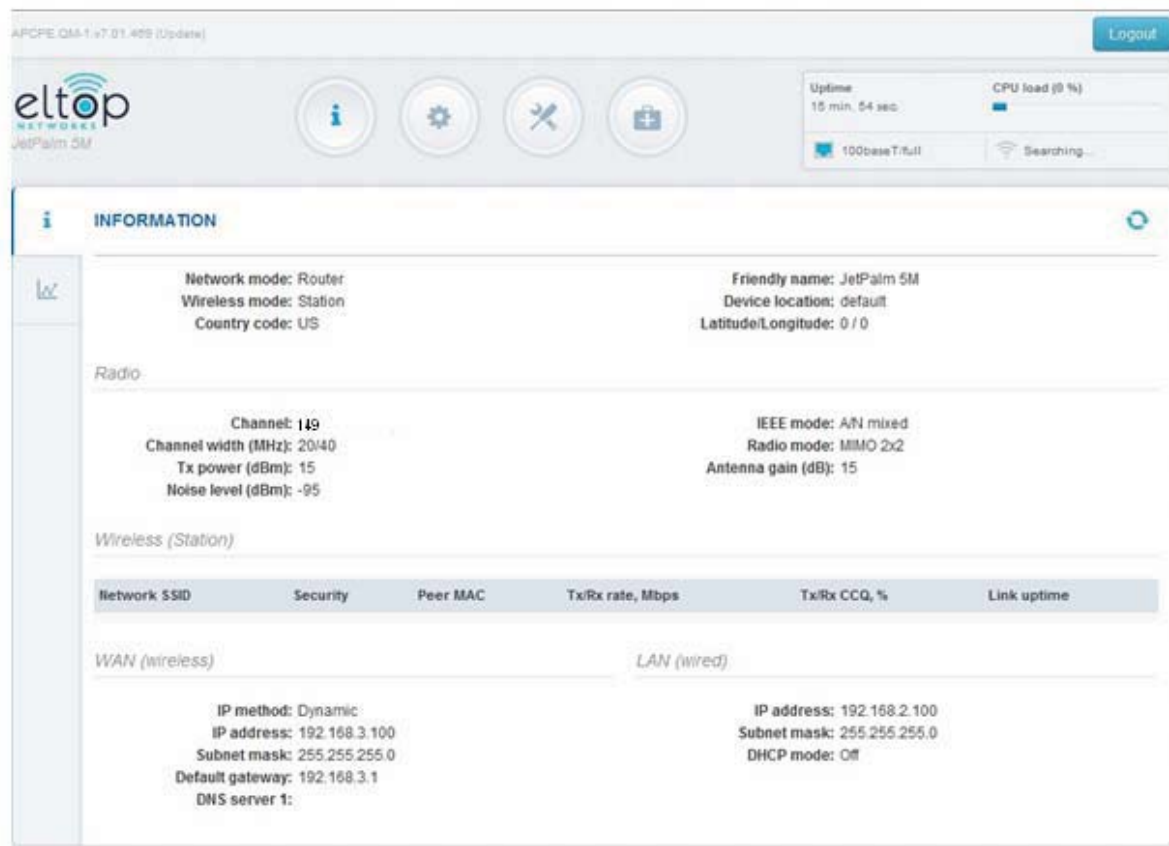 APCPE.QM-1.v7.01.469 (Update)
Logout
eltop
NETWORKS
JetPalm 5M
Uptime
15 min. 54 sec.
CPU load (0 %)
100baseT/full
Searching...
INFORMATION
Network mode: Router
Wireless mode: Station
Country code: US
Friendly name: JetPalm 5M
Device location: default
Latitude/Longitude: 0 / 0
Radio
Channel: 149
Channel width (MHz): 20/40
Tx power (dBm): 15
Noise level (dBm): -95
IEEE mode: A/N mixed
Radio mode: MIMO 2x2
Antenna gain (dB): 15
Wireless (Station)
Network SSID Security Peer MAC Tx/Rx rate, Mbps Tx/Rx CCQ, % Link uptime
WAN (wireless)
IP method: Dynamic
IP address: 192.168.3.100
Subnet mask: 255.255.255.0
Default gateway: 192.168.3.1
DNS server 1:
LAN (wired)
IP address: 192.168.2.100
Subnet mask: 255.255.255.0
DHCP mode: Off